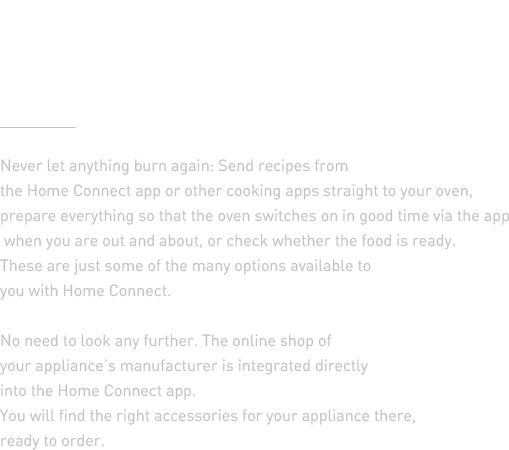 Never let anything burn again: Send recipes from
the Home Connect app or other cooking apps straight to your oven,
prepare everything so that the oven switches on in good time via the app
when you are out and about, or check whether the food is ready.
These are just some of the many options available to
you with Home Connect.

No need to look any further. The online shop of
your appliance's manufacturer is integrated directly
into the Home Connect app.
You will find the right accessories for your appliance there,
ready to order.